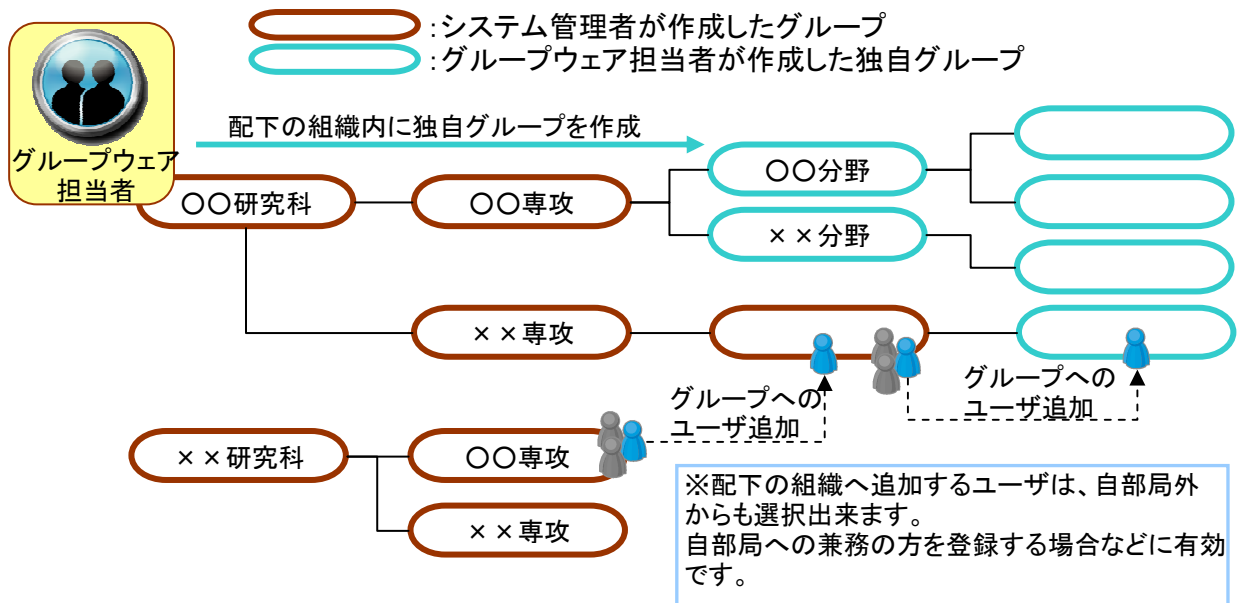 ：システム管理者が作成したグループ
：グループウェア担当者が作成した独自グループ
グループウェア
担当者
配下の組織内に独自グループを作成
〇〇研究科
〇〇専攻
〇〇分野
××分野
××専攻
グループへの
ユーザ追加
グループへの
ユーザ追加
××研究科
〇〇専攻
××専攻
※配下の組織へ追加するユーザは、自部局外
からも選択出来ます。
自部局への兼務の方を登録する場合などに有効
です。